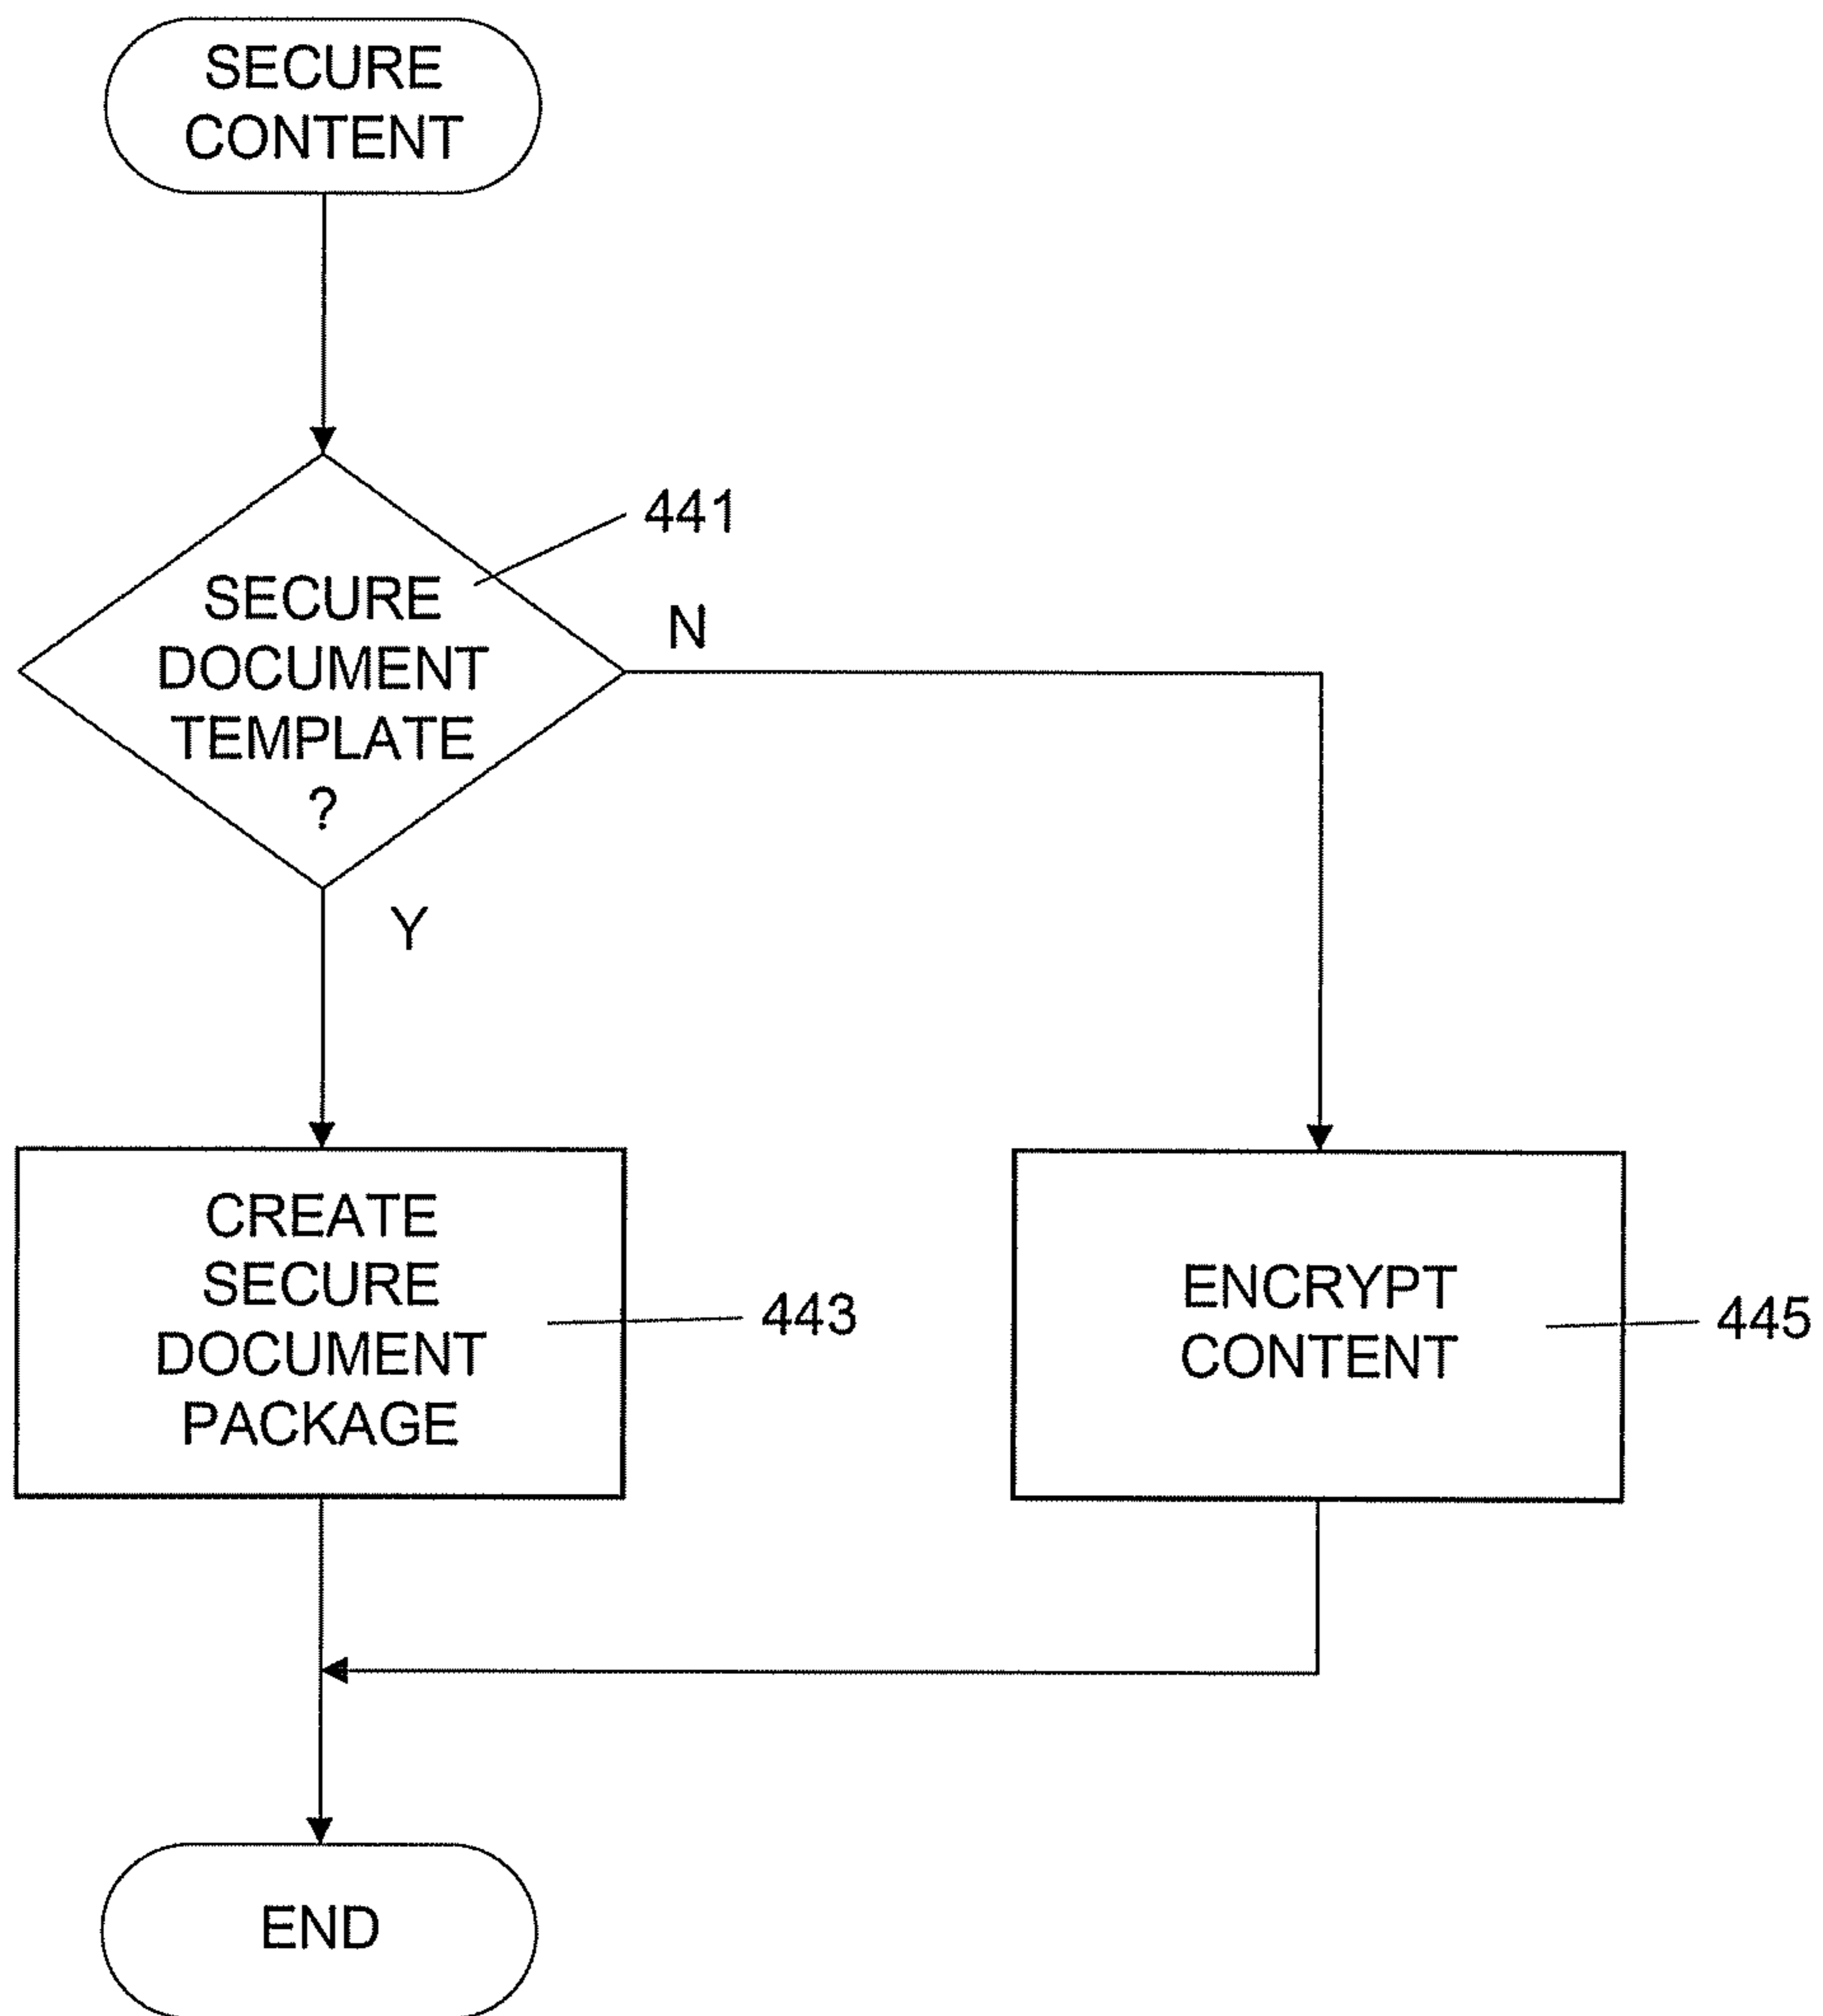 SECURE
CONTENT
441
SECURE
DOCUMENT
TEMPLATE
?
N
Y
CREATE
SECURE
DOCUMENT
PACKAGE
443
ENCRYPT
CONTENT
445
END